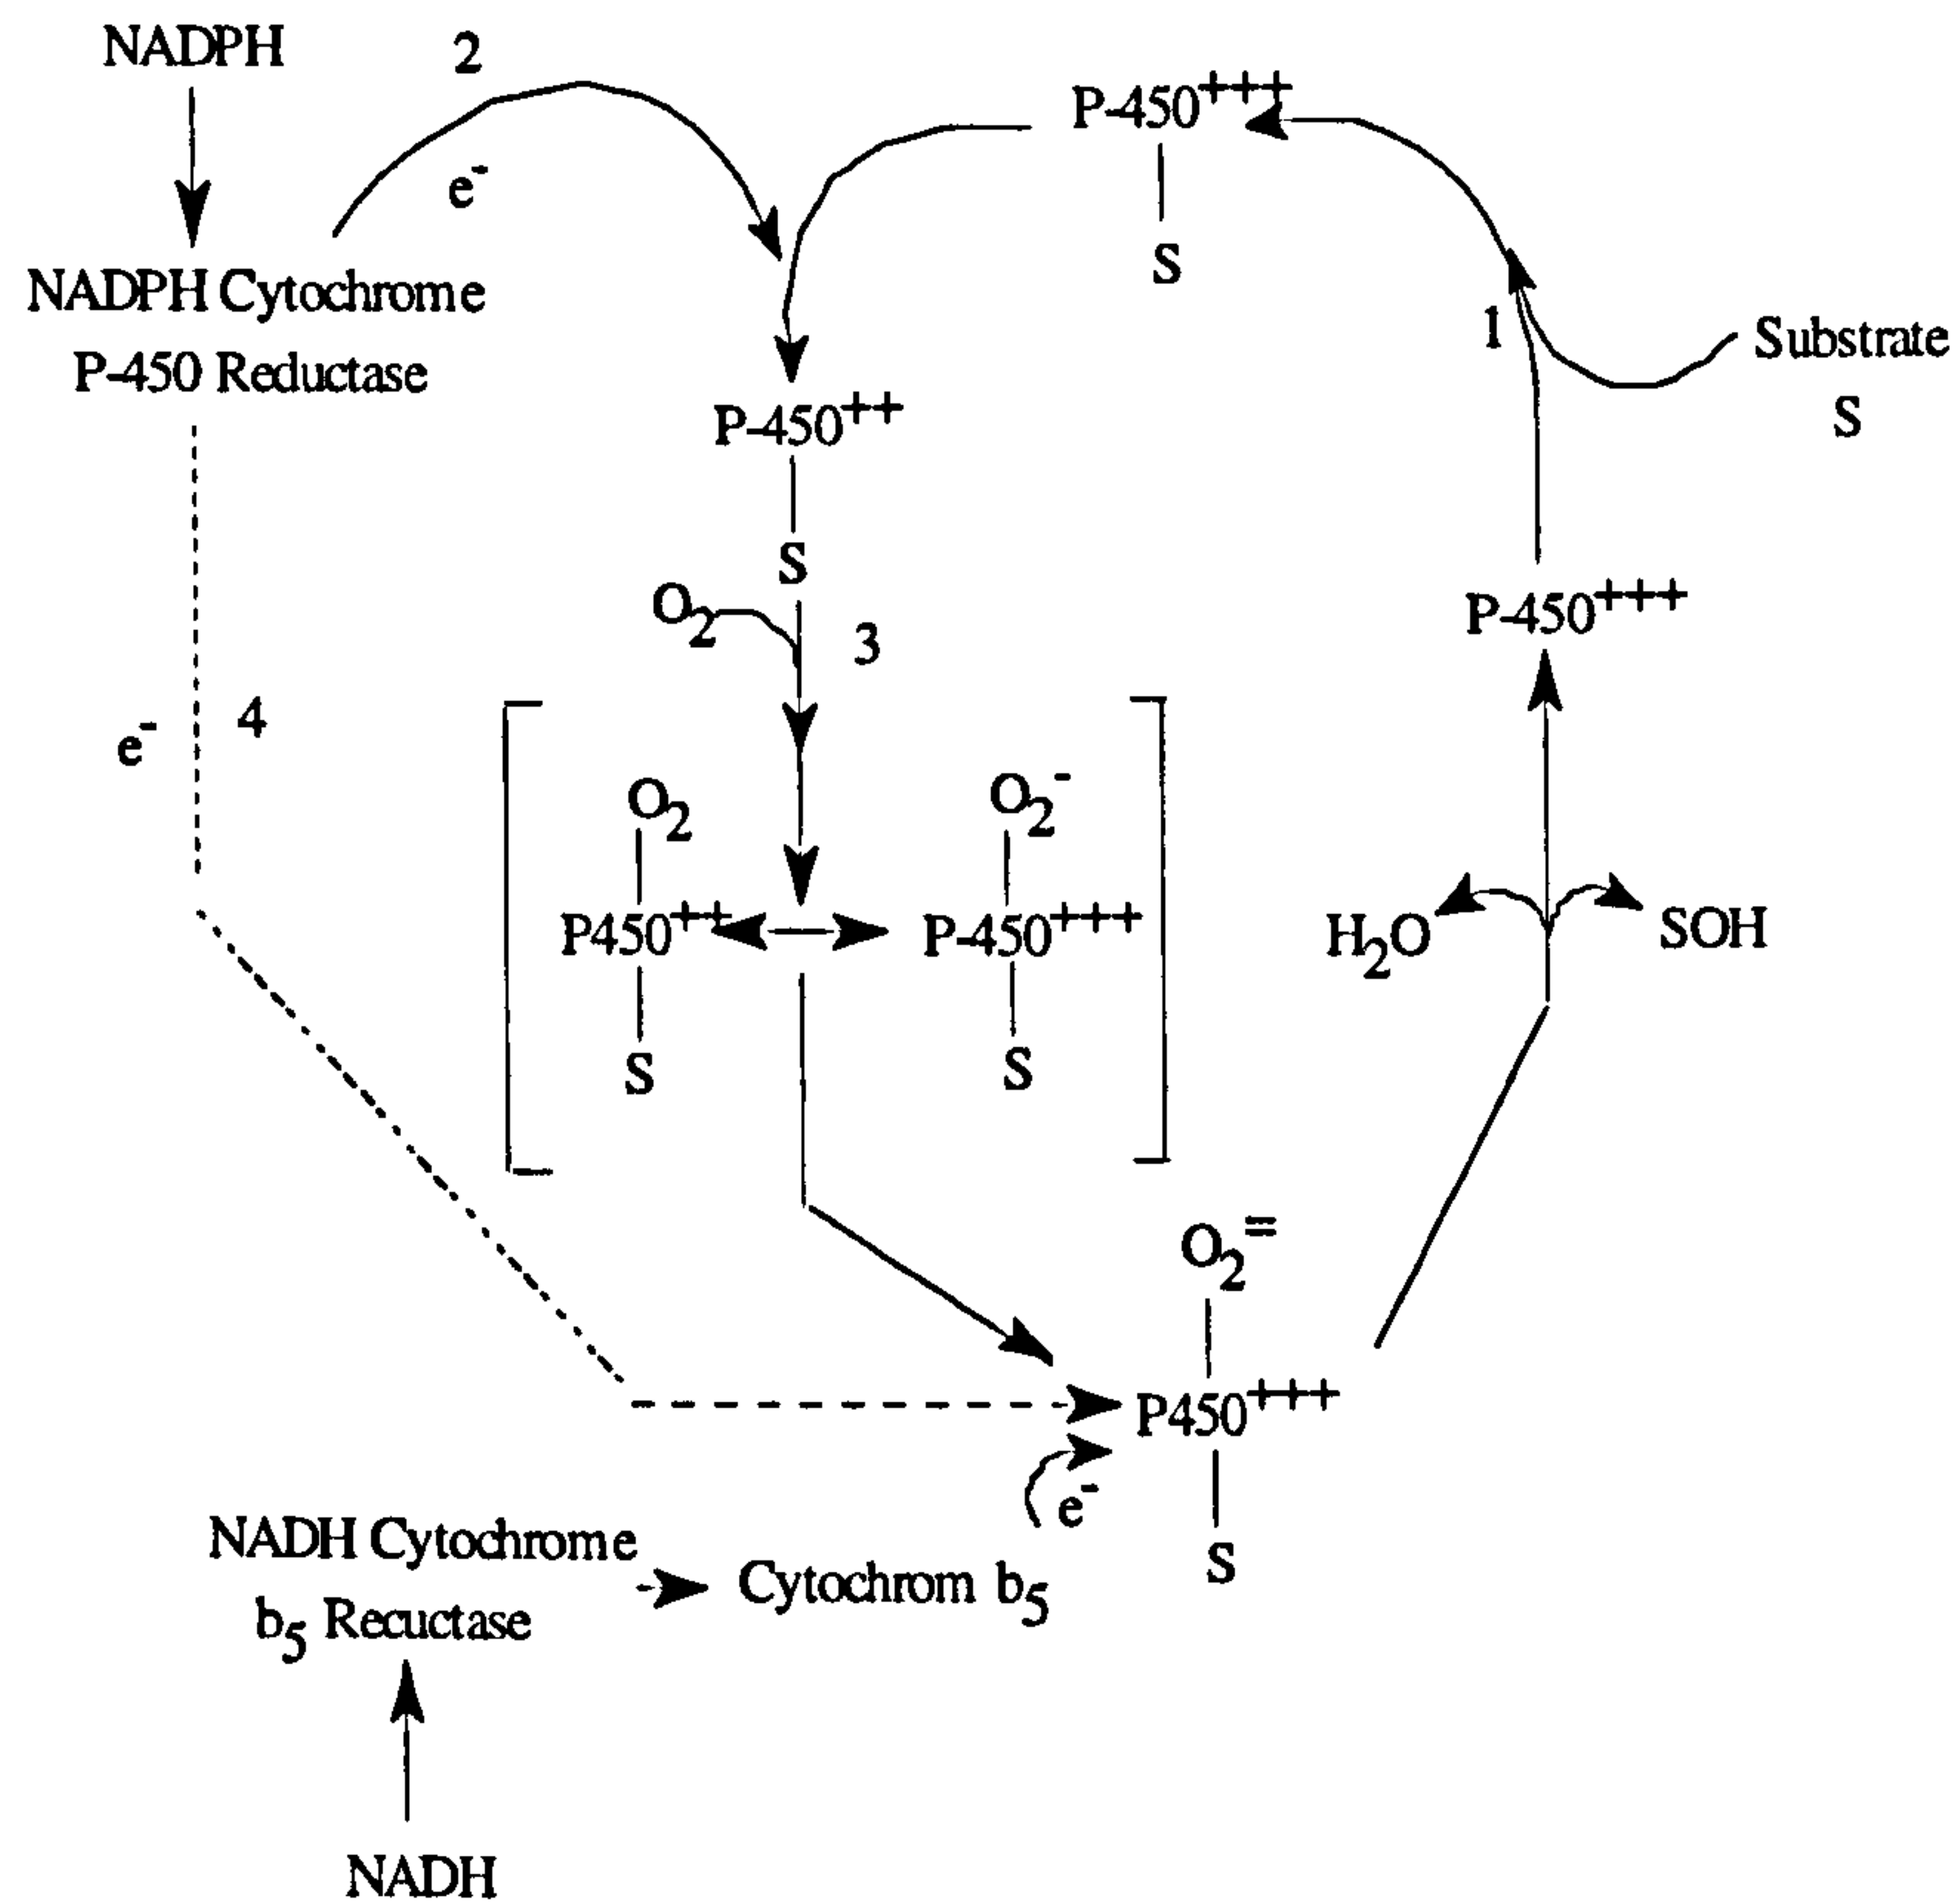 NADPH
2
e⁻
NADPH Cytochrome
P-450 Reductase
P-450⁺⁺⁺
S
1
Substrate
S
P-450⁺⁺
S
O₂
3
P-450⁺⁺⁺
e⁻
4
O₂
P450⁺⁺
S
O₂⁻
P-450⁺⁺⁺
S
H₂O
SOH
O₂⁼
P450⁺⁺⁺
S
e⁻
NADH Cytochrome
b₅ Recuctase
Cytochrom b₅
NADH